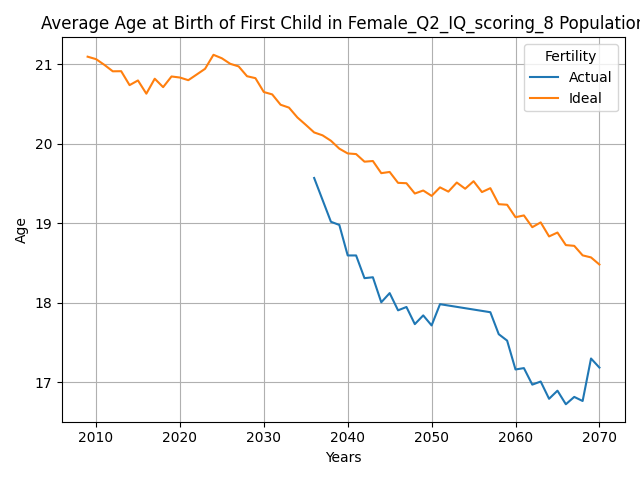 Average Age at Birth of First Child in Female_Q2_IQ_scoring_8 Population
Fertility
Actual
Ideal
21
20
19
18
17
Age
2010 2020 2030 2040 2050 2060 2070
Years